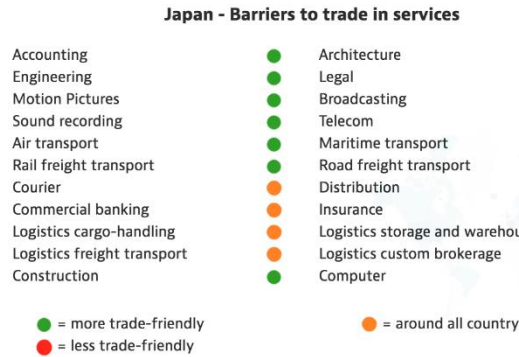 Japan - Barriers to trade in services
Accounting Architecture
Engineering Legal
Motion Pictures Broadcasting
Sound recording Telecom
Air transport Maritime transport
Rail freight transport Road freight transport
Courier Distribution
Commercial banking Insurance
Logistics cargo-handling Logistics storage and warehou
Logistics freight transport Logistics custom brokerage
Construction Computer
= more trade-friendly = around all country
= less trade-friendly